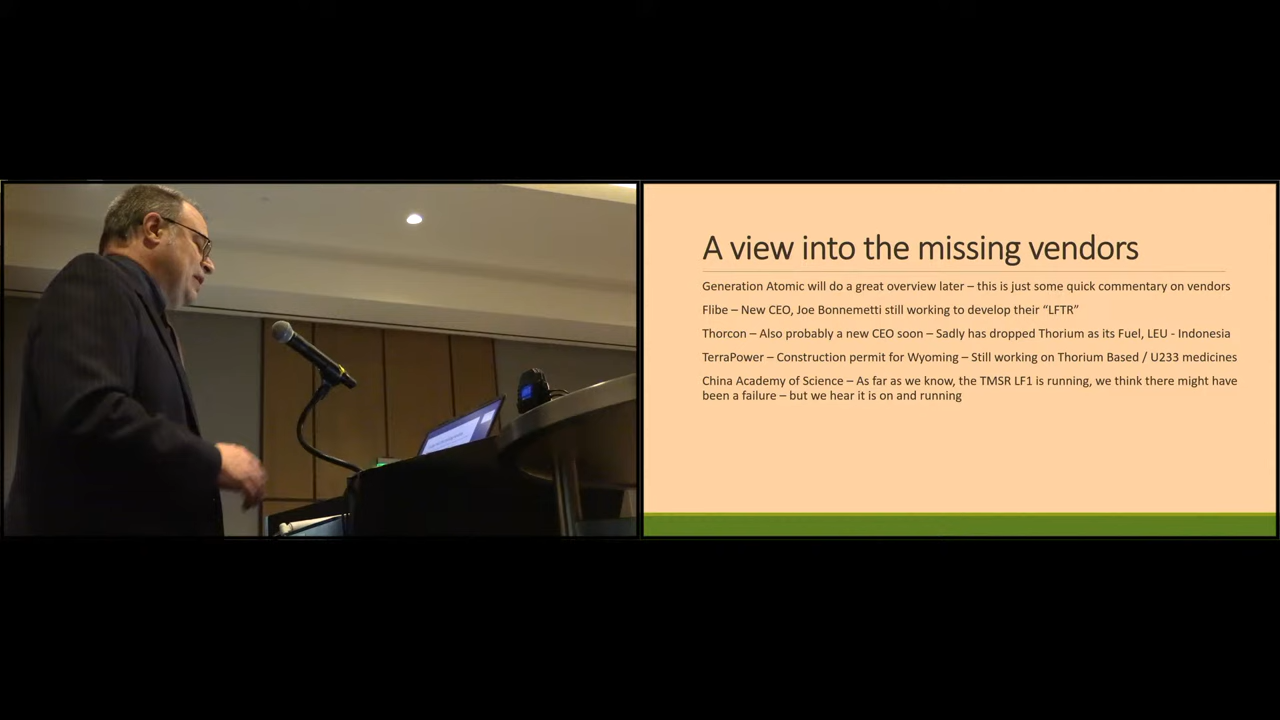 A view into the missing vendors
Generation Atomic will do a great overview later – this is just some quick commentary on vendors
Flibe – New CEO, Joe Bonnemetti still working to develop their “LFTR”
Thorcon – Also probably a new CEO soon – Sadly has dropped Thorium as its Fuel, LEU - Indonesia
TerraPower – Construction permit for Wyoming – Still working on Thorium Based / U233 medicines
China Academy of Science – As far as we know, the TMSR LF1 is running, we think there might have
been a failure – but we hear it is on and running